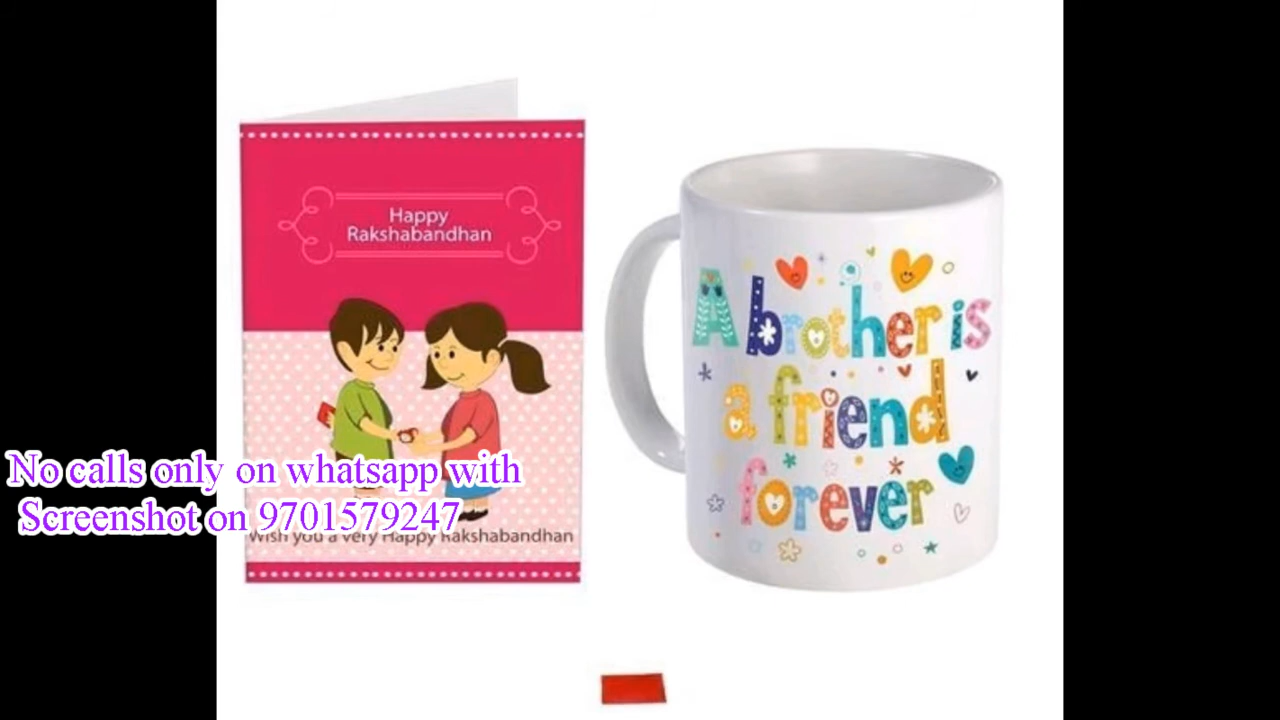 Happy
Rakshabandhan
A brother is
a friend
forever
No calls only on whatsapp with
Screenshot on 9701579247
Wish you a very Happy Rakshabandhan